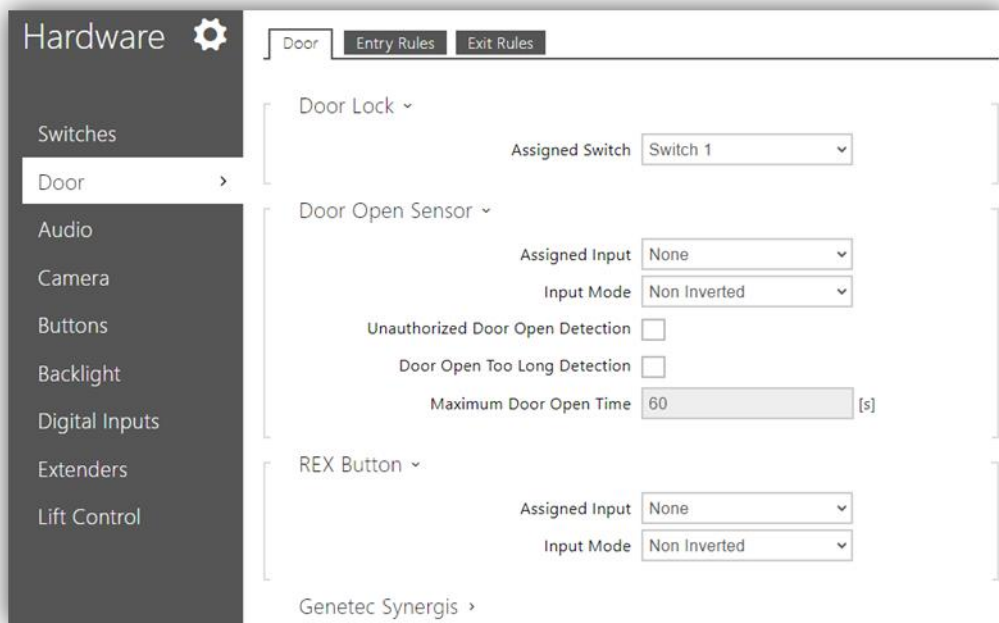 Hardware
Switches
Door
Audio
Camera
Buttons
Backlight
Digital Inputs
Extenders
Lift Control
Door Entry Rules Exit Rules
Door Lock
Assigned Switch Switch 1
Door Open Sensor
Assigned Input None
Input Mode Non Inverted
Unauthorized Door Open Detection
Door Open Too Long Detection
Maximum Door Open Time 60 [s]
REX Button
Assigned Input None
Input Mode Non Inverted
Genetec Synergis